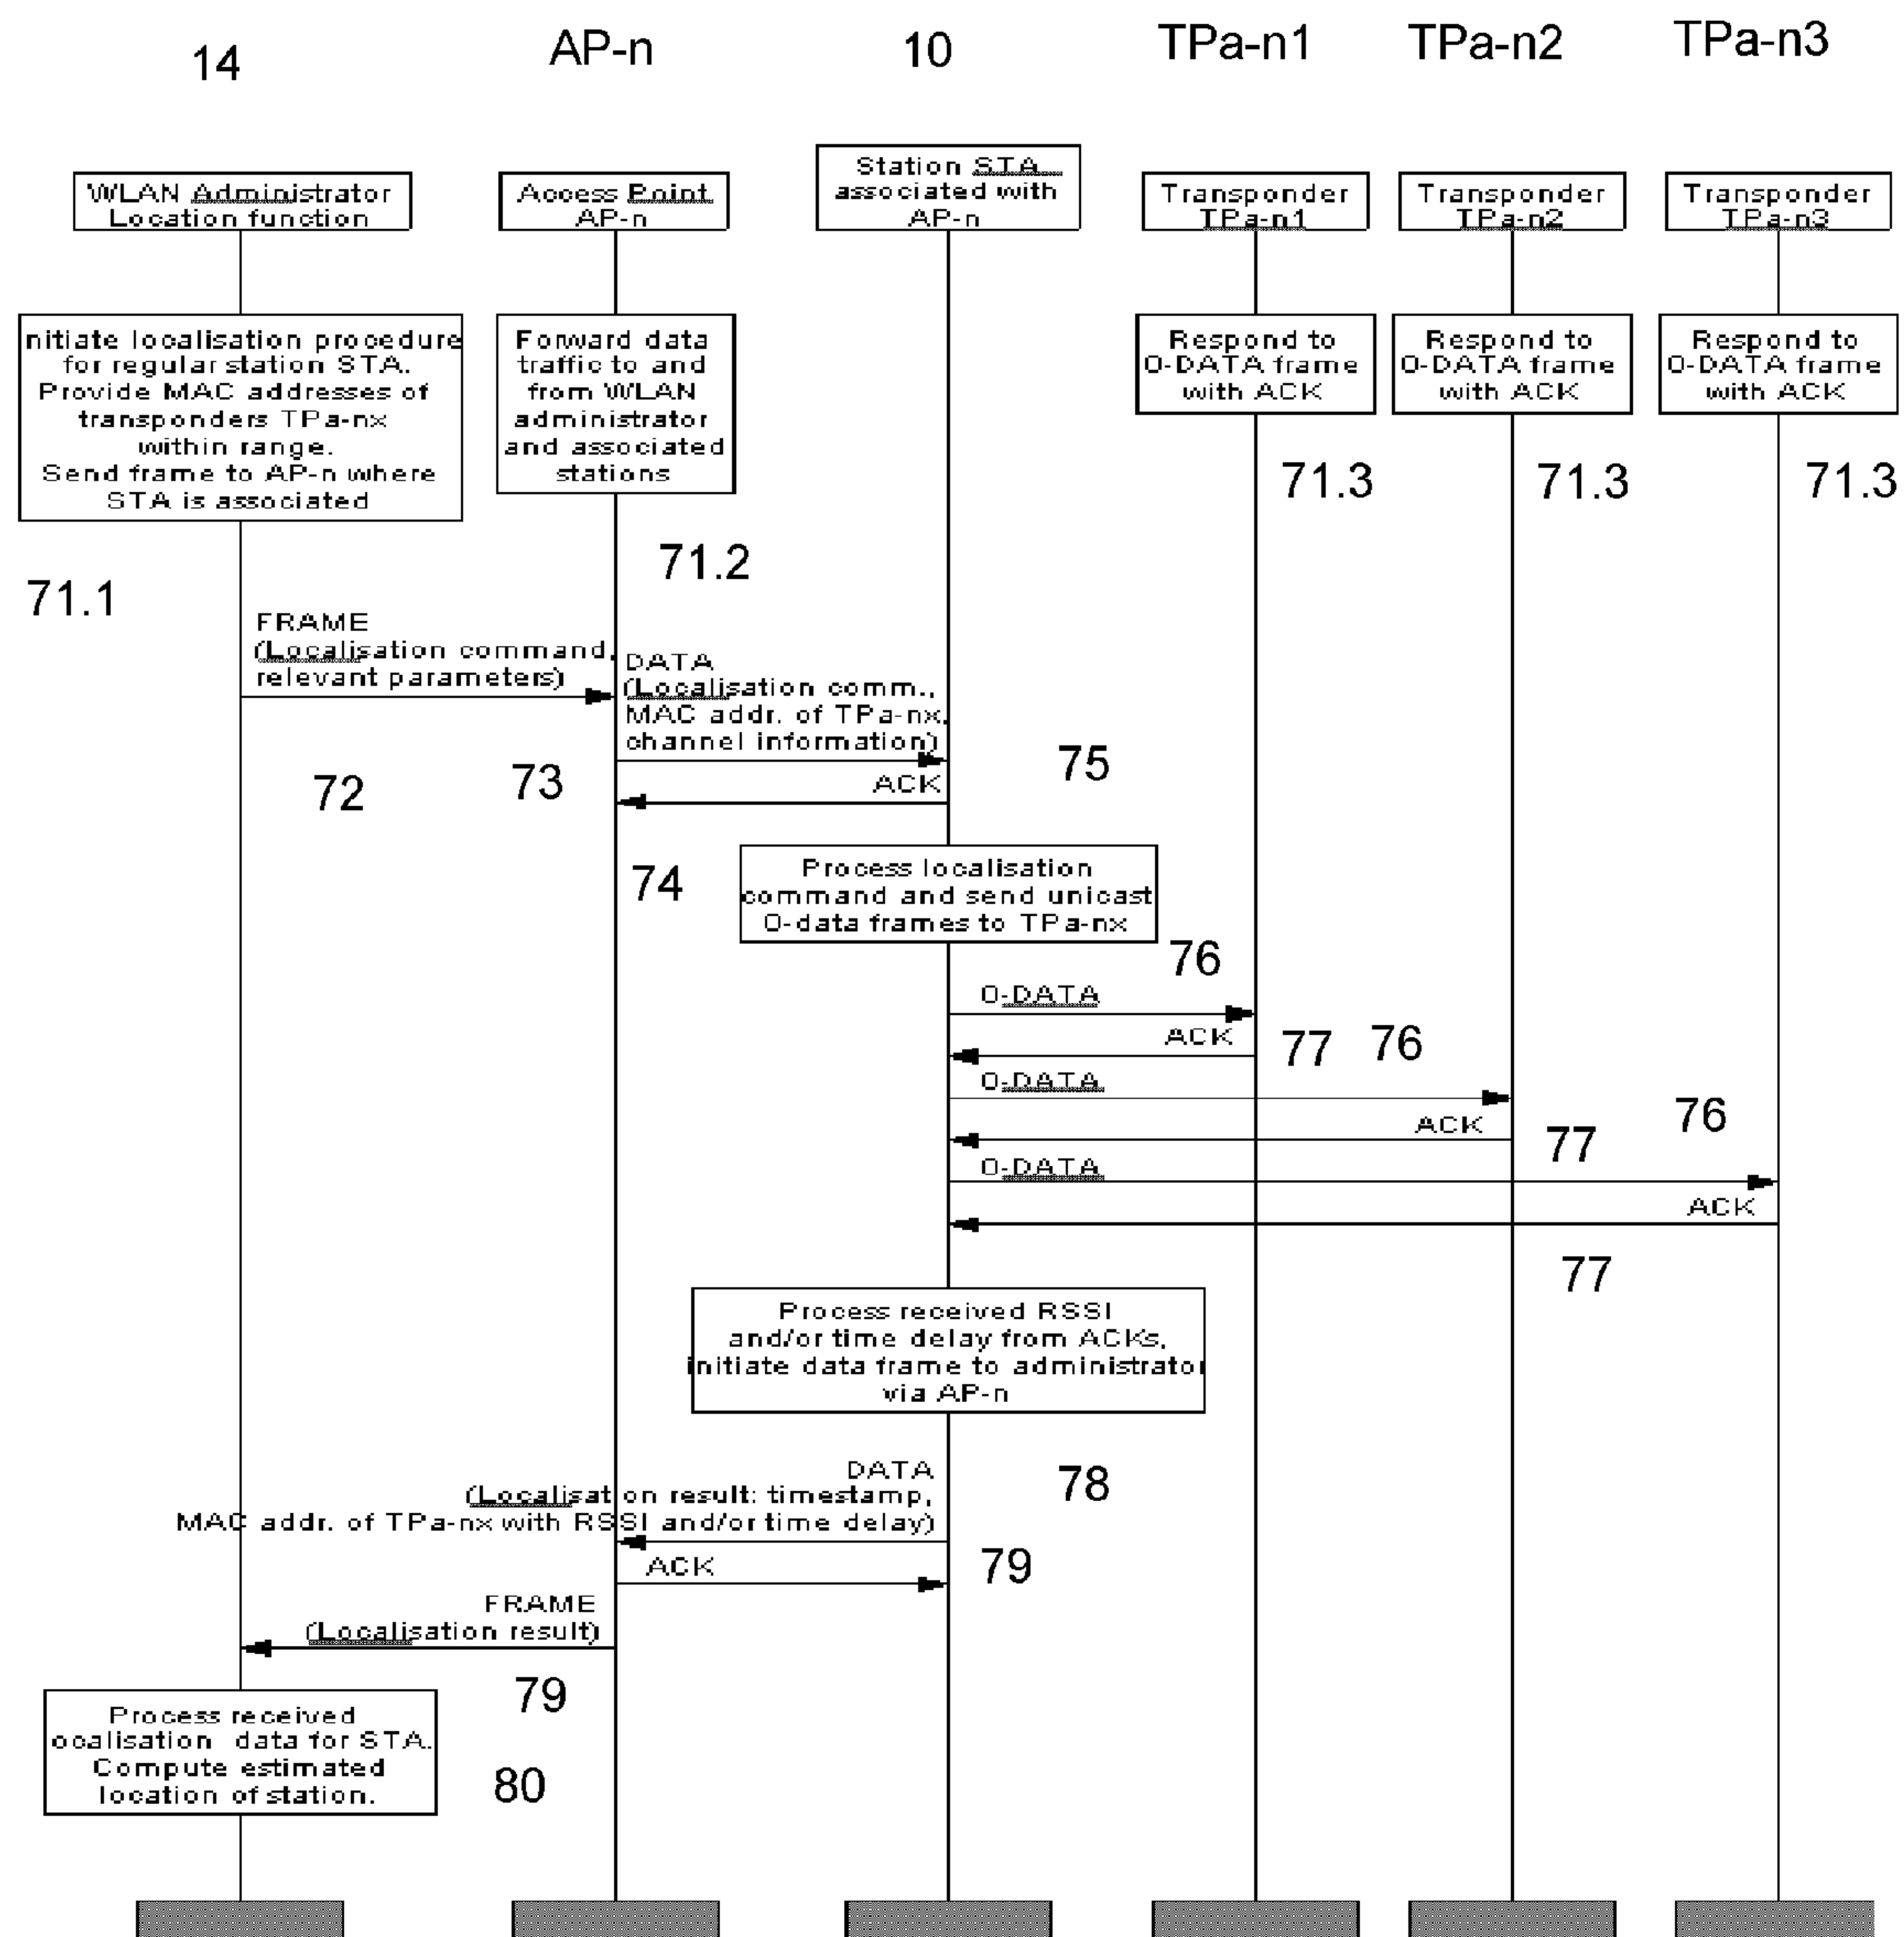 14
AP-n
10
TPa-n1
TPa-n2
TPa-n3
WLAN Administrator
Location function
Access Point
AP-n
Station STA
associated with
AP-n
Transponder
TPa-n1
Transponder
TPa-n2
Transponder
TPa-n3
nitiate localisation procedure
for regular station STA.
Provide MAC addresses of
transponders TPa-nx
within range.
Send frame to AP-n where
STA is associated
Forward data
traffic to and
from WLAN
administrator
and associated
stations
Respond to
0-DATA frame
with ACK
Respond to
0-DATA frame
with ACK
Respond to
0-DATA frame
with ACK
71.3
71.3
71.3
71.2
71.1
FRAME
(Localisation command,
relevant parameters)
DATA
(Localisation comm.,
MAC addr. of TPa-nx,
channel information)
75
72
73
ACK
74
Process localisation
command and send unicast
0-data frames to TPa-nx
76
0-DATA
ACK
77
76
0-DATA
ACK
77
76
0-DATA
ACK
77
Process received RSSI
and/or time delay from ACKs,
initiate data frame to administrator
via AP-n
DATA
(Localisation result: timestamp,
MAC addr. of TPa-nx with RSSI and/or time delay)
78
ACK
79
FRAME
(Localisation result)
79
Process received
ocalisation data for STA.
Compute estimated
location of station.
80